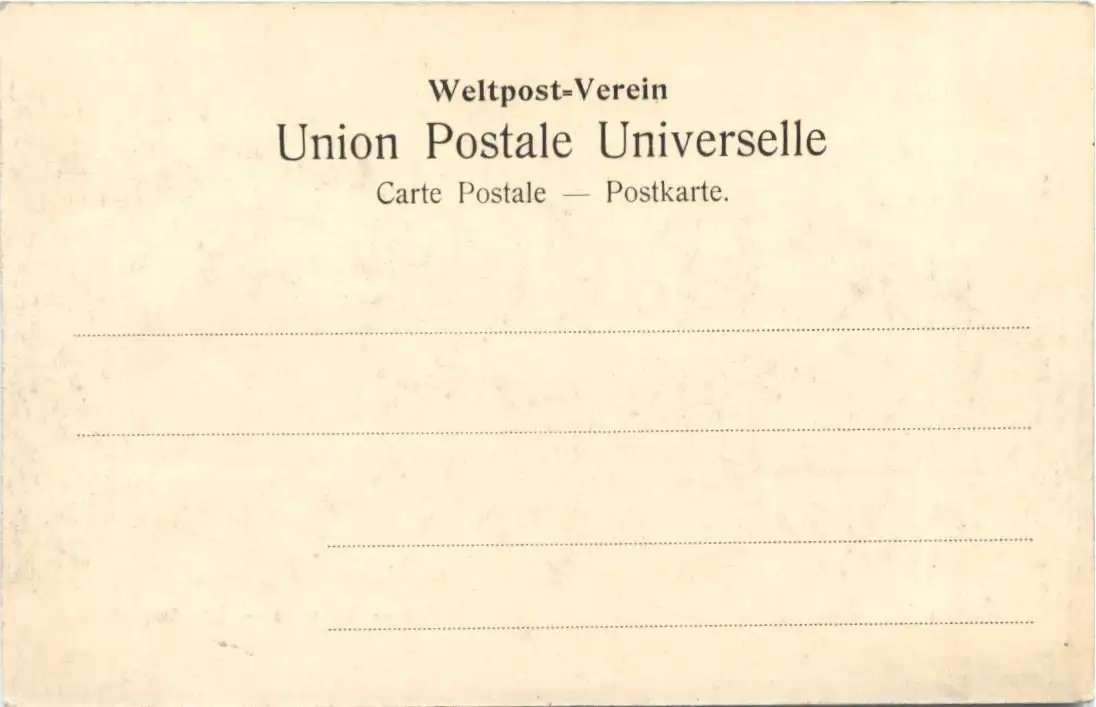 Weltpost=Verein
Union Postale Universelle
Carte Postale — Postkarte.